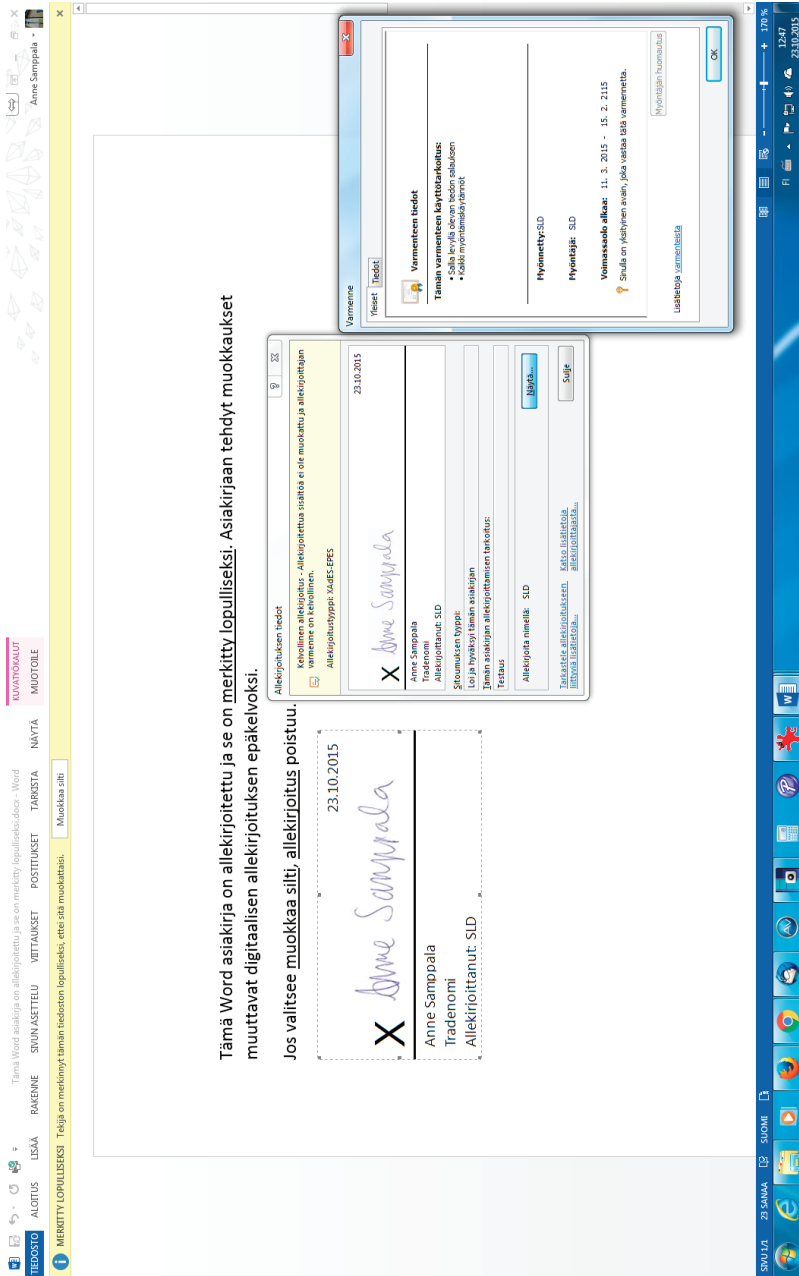 Tämä Word asiakirja on allekirjoitettu ja se on merkitty lopulliseksi.docx - Word
KUVATYÖKALUT
TIEDOSTO ALOITUS LISÄÄ RAKENNE SIVUN ASETTELU VIITTAUKSET POSTITUKSET TARKISTA NÄYTÄ MUOTOILE
Anne Samppala
MERKITTY LOPULLISEKSI Tekijä on merkinnyt tämän tiedoston lopulliseksi, ettei sitä muokattaisi. Muokkaa silti
Tämä Word asiakirja on allekirjoitettu ja se on merkitty lopulliseksi. Asiakirjaan tehdyt muokkaukset
muuttavat digitaalisen allekirjoituksen epäkelvoksi.
Jos valitsee muokkaa silti, allekirjoitus poistuu.
23.10.2015
X Anne Samppala
Anne Samppala
Tradenomi
Allekirjoittanut: SLD
Allekirjoituksen tiedot
Kelvollinen allekirjoitus - Allekirjoitettua sisältöä ei ole muokattu ja allekirjoittajan
varmenne on kelvollinen.
Allekirjoitustyyppi: XAdES-EPES
23.10.2015
X Anne Samppala
Anne Samppala
Tradenomi
Allekirjoittanut: SLD
Sitoumuksen tyyppi:
Loi ja hyväksyi tämän asiakirjan
Tämän asiakirjan allekirjoittamisen tarkoitus:
Testaus
Allekirjoita nimellä: SLD
Näytä...
Tarkastele allekirjoitukseen
liittyviä lisätietoja...
Katso lisätietoja
allekirjoittajasta...
Sulje
Varmenne
Yleiset Tiedot
Varmenteen tiedot
Tämän varmenteen käyttötarkoitus:
• Salla levyllä olevan tiedon salauksen
• Kaikki myöntämiskäytännöt
Myönnetty: SLD
Myöntäjä: SLD
Voimassaolo alkaa: 11. 3. 2015 - 15. 2. 2115
Sinulla on yksityinen avain, joka vastaa tätä varmennetta.
Myöntäjän huomautus
Lisätietoja varmenteista
OK
SIVU 1/1 23 SANAA SUOMI
170 %
FI
12:47
23.10.2015